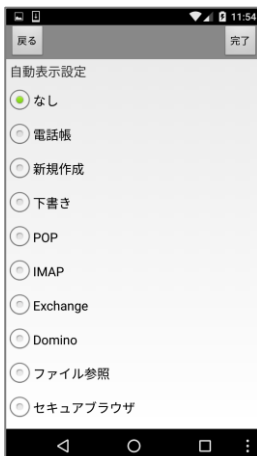 11:54
戻る
完了
自動表示設定
なし
電話帳
新規作成
下書き
POP
IMAP
Exchange
Domino
ファイル参照
セキュアブラウザ